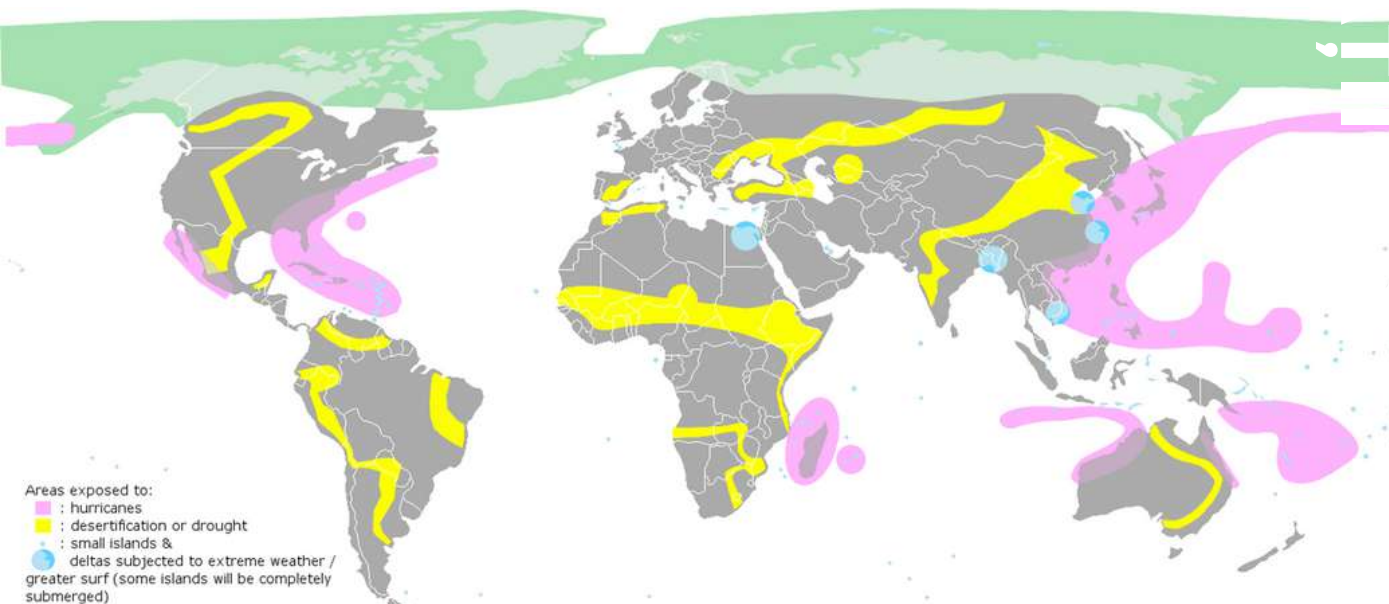 Areas exposed to:
: hurricanes
: desertification or drought
: small islands &
deltas subjected to extreme weather /
greater surf (some islands will be completely
submerged)